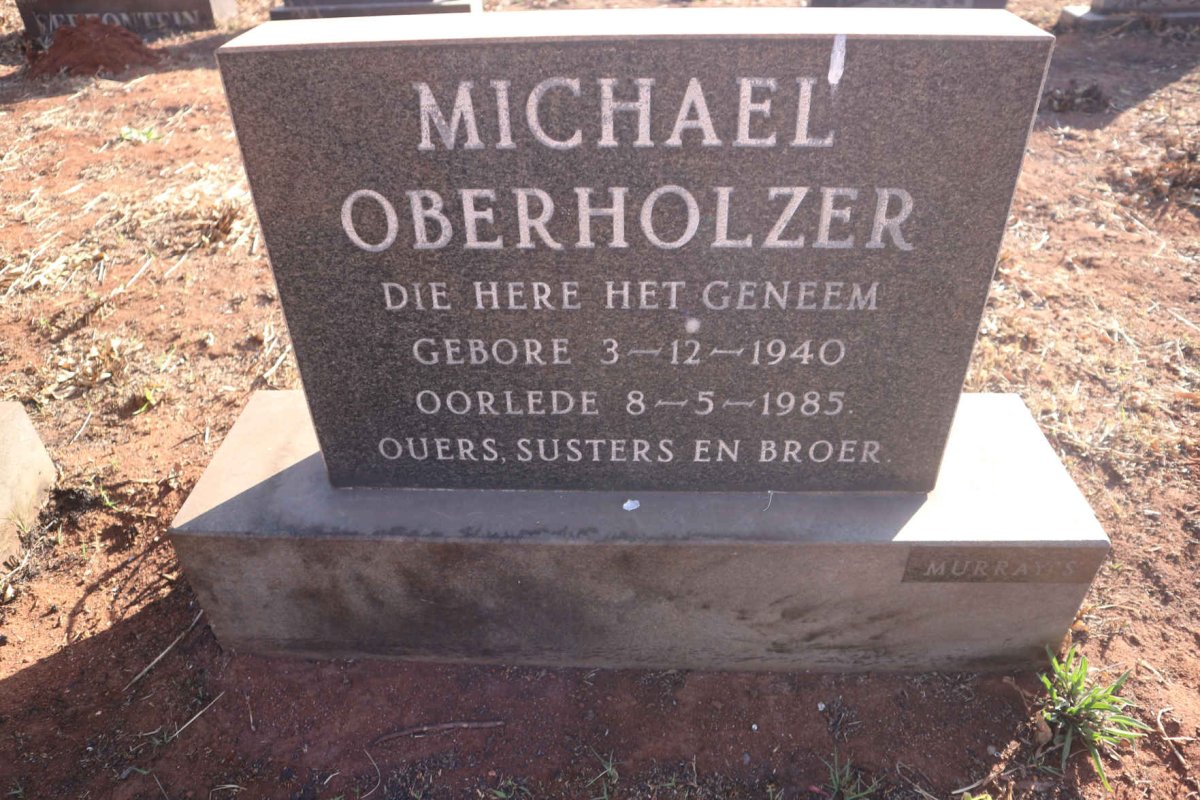 MICHAEL
OBERHOLZER
DIE HERE HET GENEEM
GEBORE 3-12-1940
OORLEDE 8-5-1985.
OUERS, SUSTERS EN BROER.
MURRAY'S